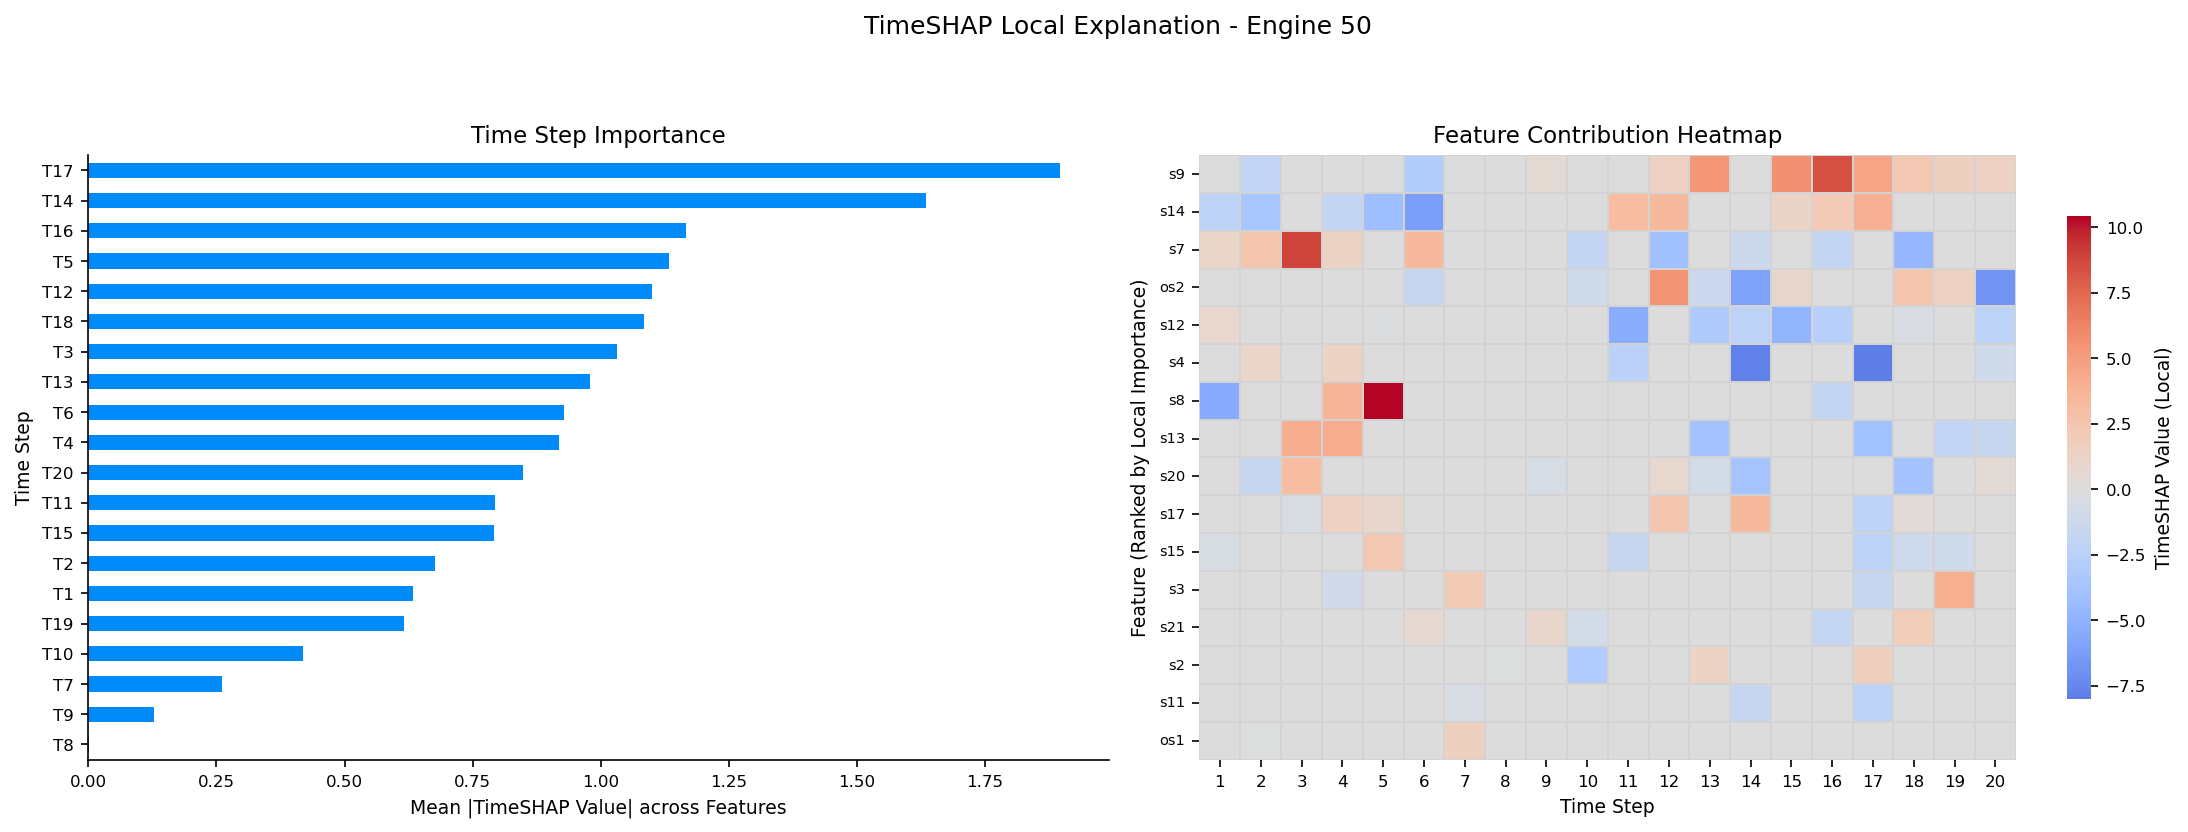 TimeSHAP Local Explanation - Engine 50
Time Step Importance
Time Step
T17
T14
T16
T5
T12
T18
T3
T13
T6
T4
T20
T11
T15
T2
T1
T19
T10
T7
T9
T8
0.00 0.25 0.50 0.75 1.00 1.25 1.50 1.75
Mean |TimeSHAP Value| across Features
Feature Contribution Heatmap
Feature (Ranked by Local Importance)
s9
s14
s7
os2
s12
s4
s8
s13
s20
s17
s15
s3
s21
s2
s11
os1
1 2 3 4 5 6 7 8 9 10 11 12 13 14 15 16 17 18 19 20
Time Step
10.0
7.5
5.0
2.5
0.0
−2.5
−5.0
−7.5
TimeSHAP Value (Local)